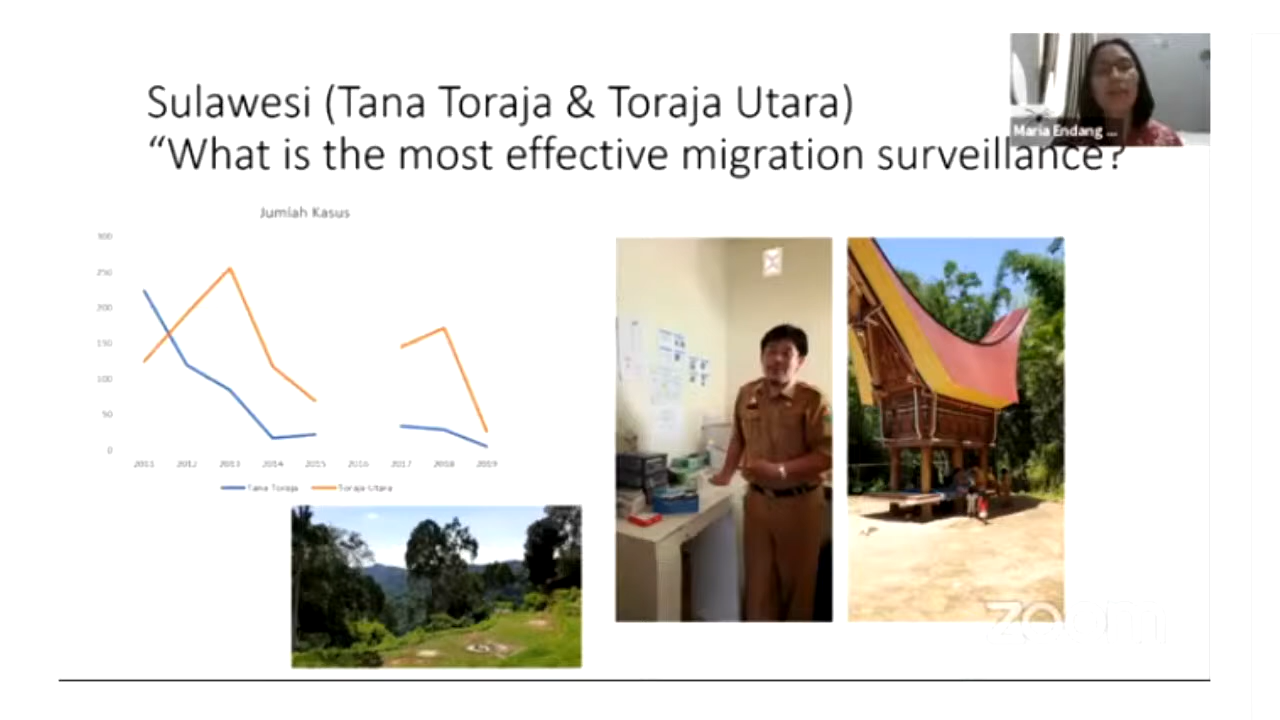 Sulawesi (Tana Toraja & Toraja Utara)
“What is the most effective migration surveillance?
Maria Endang ...
Jumlah Kasus
300
250
200
150
100
50
0
2011 2012 2013 2014 2015 2016 2017 2018 2019
Tana Toraja Toraja Utara
zoom